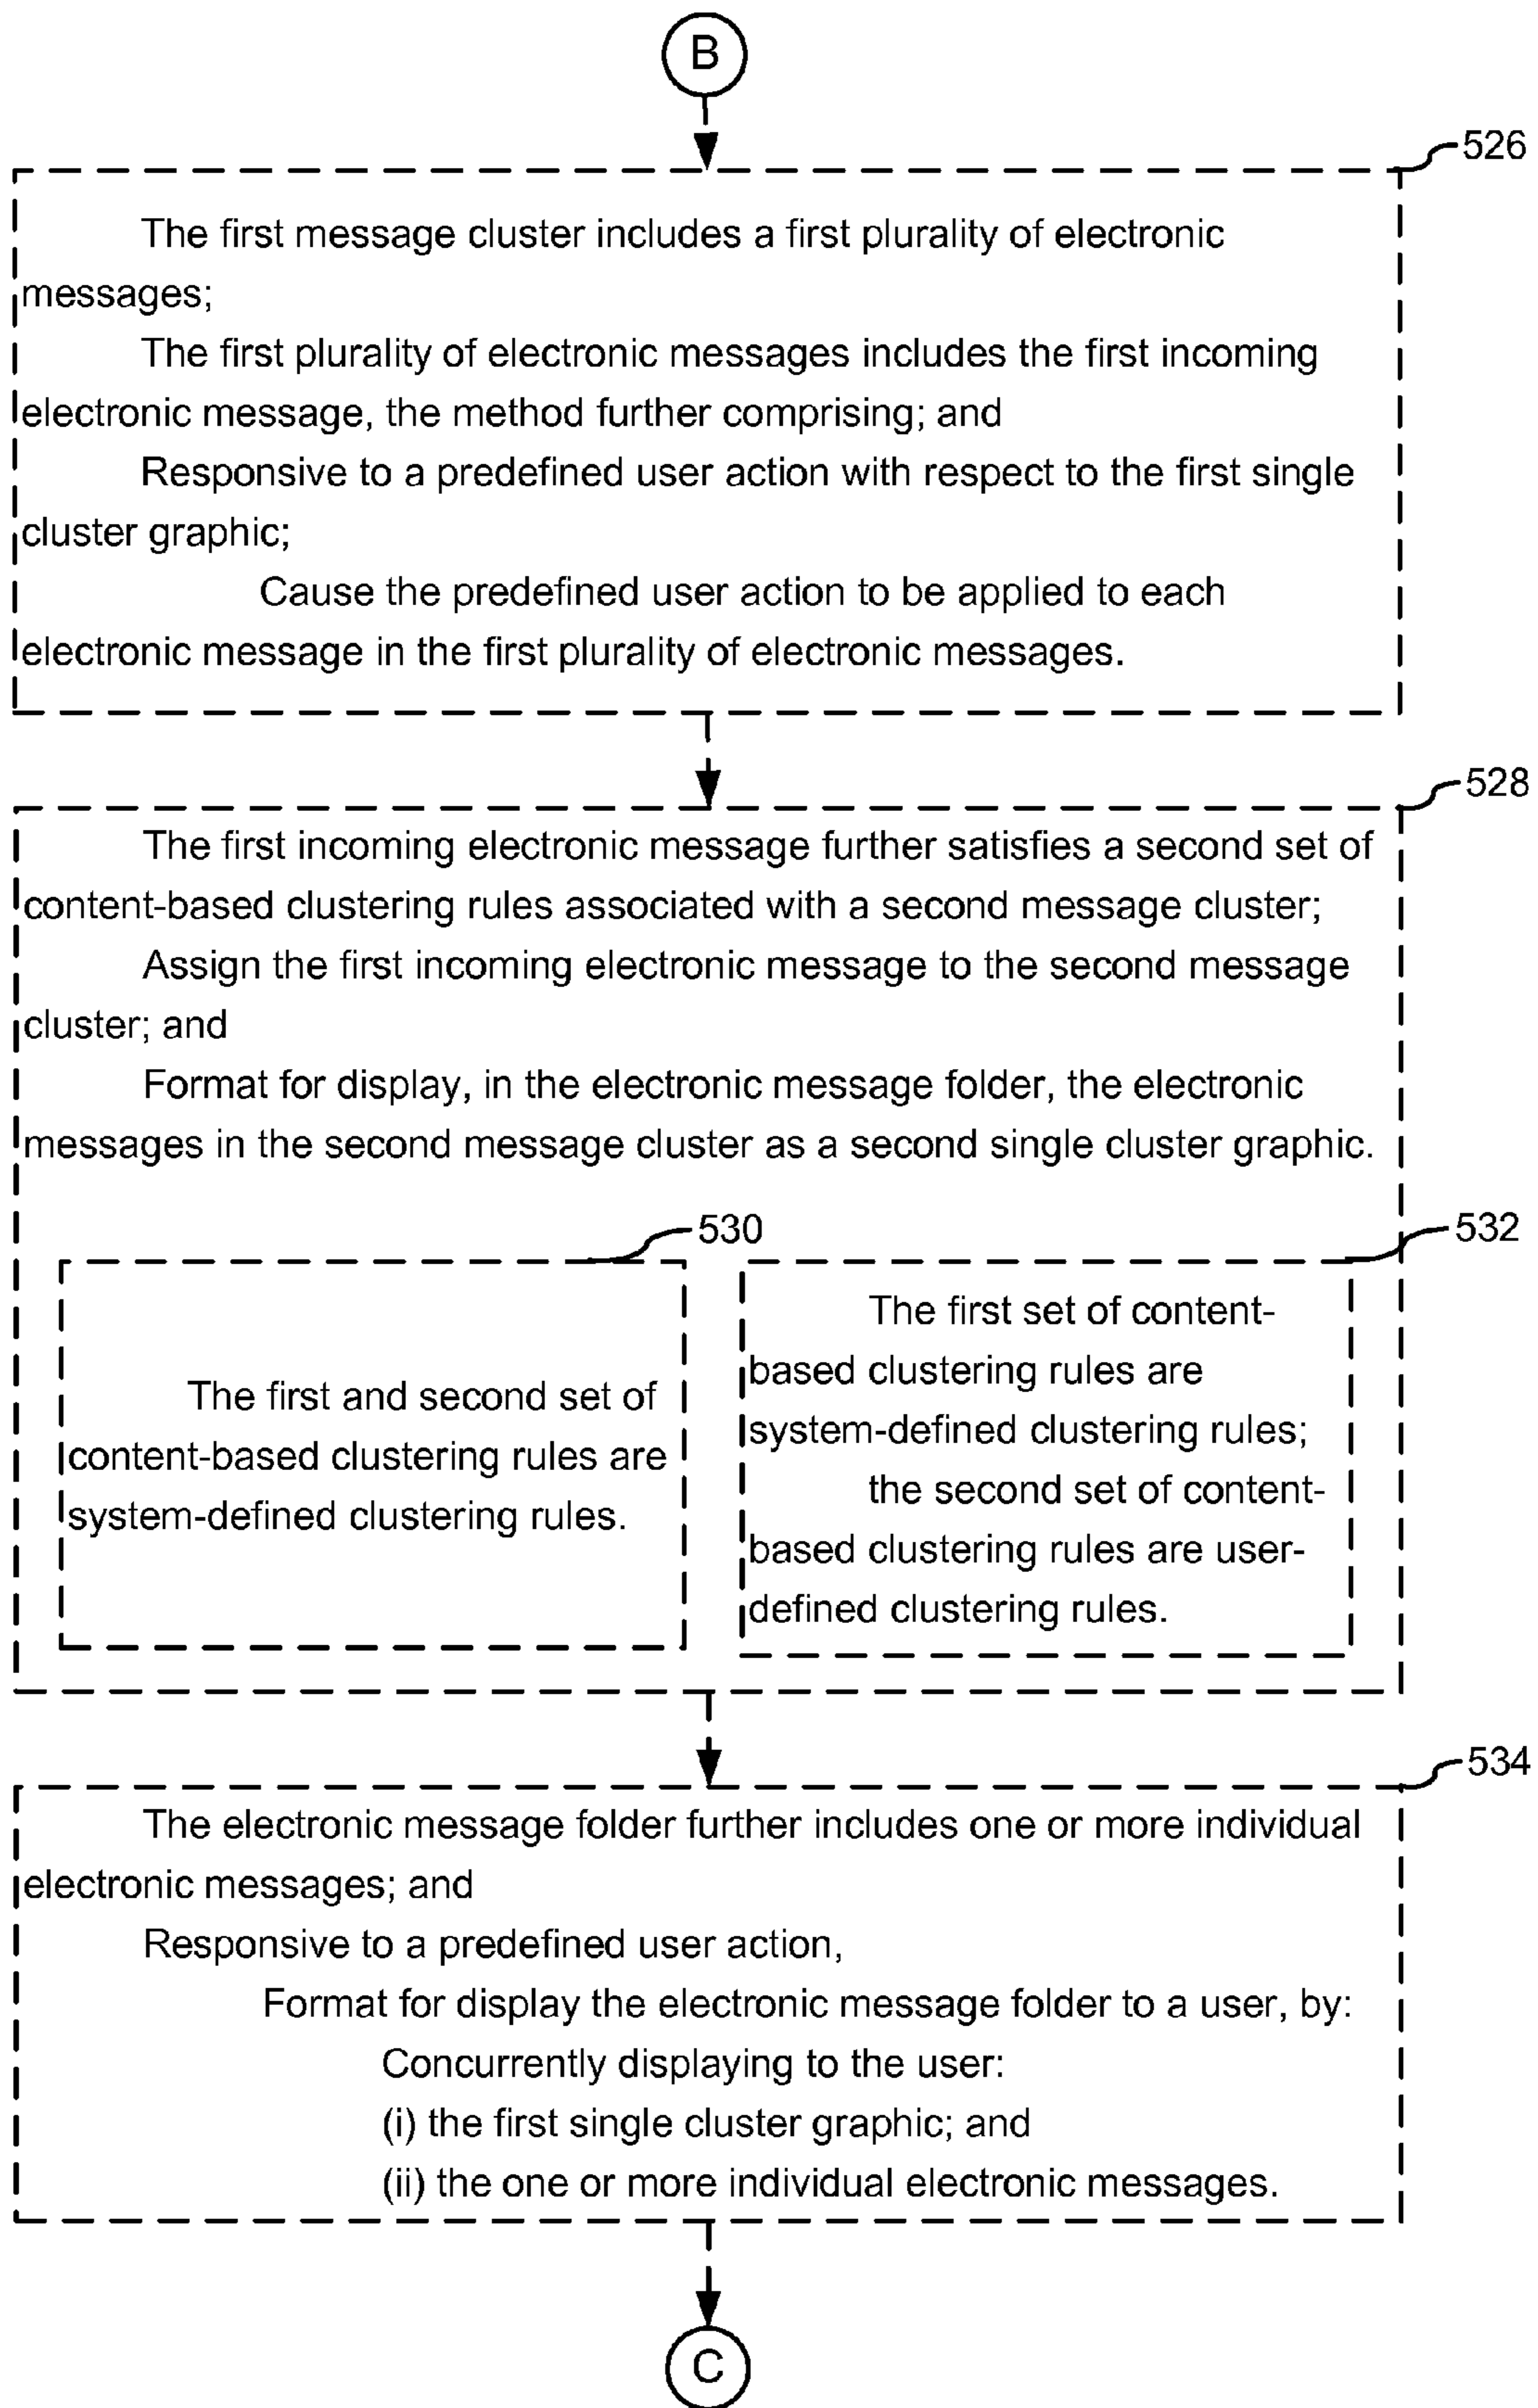 B
526
The first message cluster includes a first plurality of electronic
messages;
The first plurality of electronic messages includes the first incoming
electronic message, the method further comprising; and
Responsive to a predefined user action with respect to the first single
cluster graphic;
Cause the predefined user action to be applied to each
electronic message in the first plurality of electronic messages.
528
The first incoming electronic message further satisfies a second set of
content-based clustering rules associated with a second message cluster;
Assign the first incoming electronic message to the second message
cluster; and
Format for display, in the electronic message folder, the electronic
messages in the second message cluster as a second single cluster graphic.
530
The first and second set of
content-based clustering rules are
system-defined clustering rules.
532
The first set of content-
based clustering rules are
system-defined clustering rules;
the second set of content-
based clustering rules are user-
defined clustering rules.
534
The electronic message folder further includes one or more individual
electronic messages; and
Responsive to a predefined user action,
Format for display the electronic message folder to a user, by:
Concurrently displaying to the user:
(i) the first single cluster graphic; and
(ii) the one or more individual electronic messages.
C